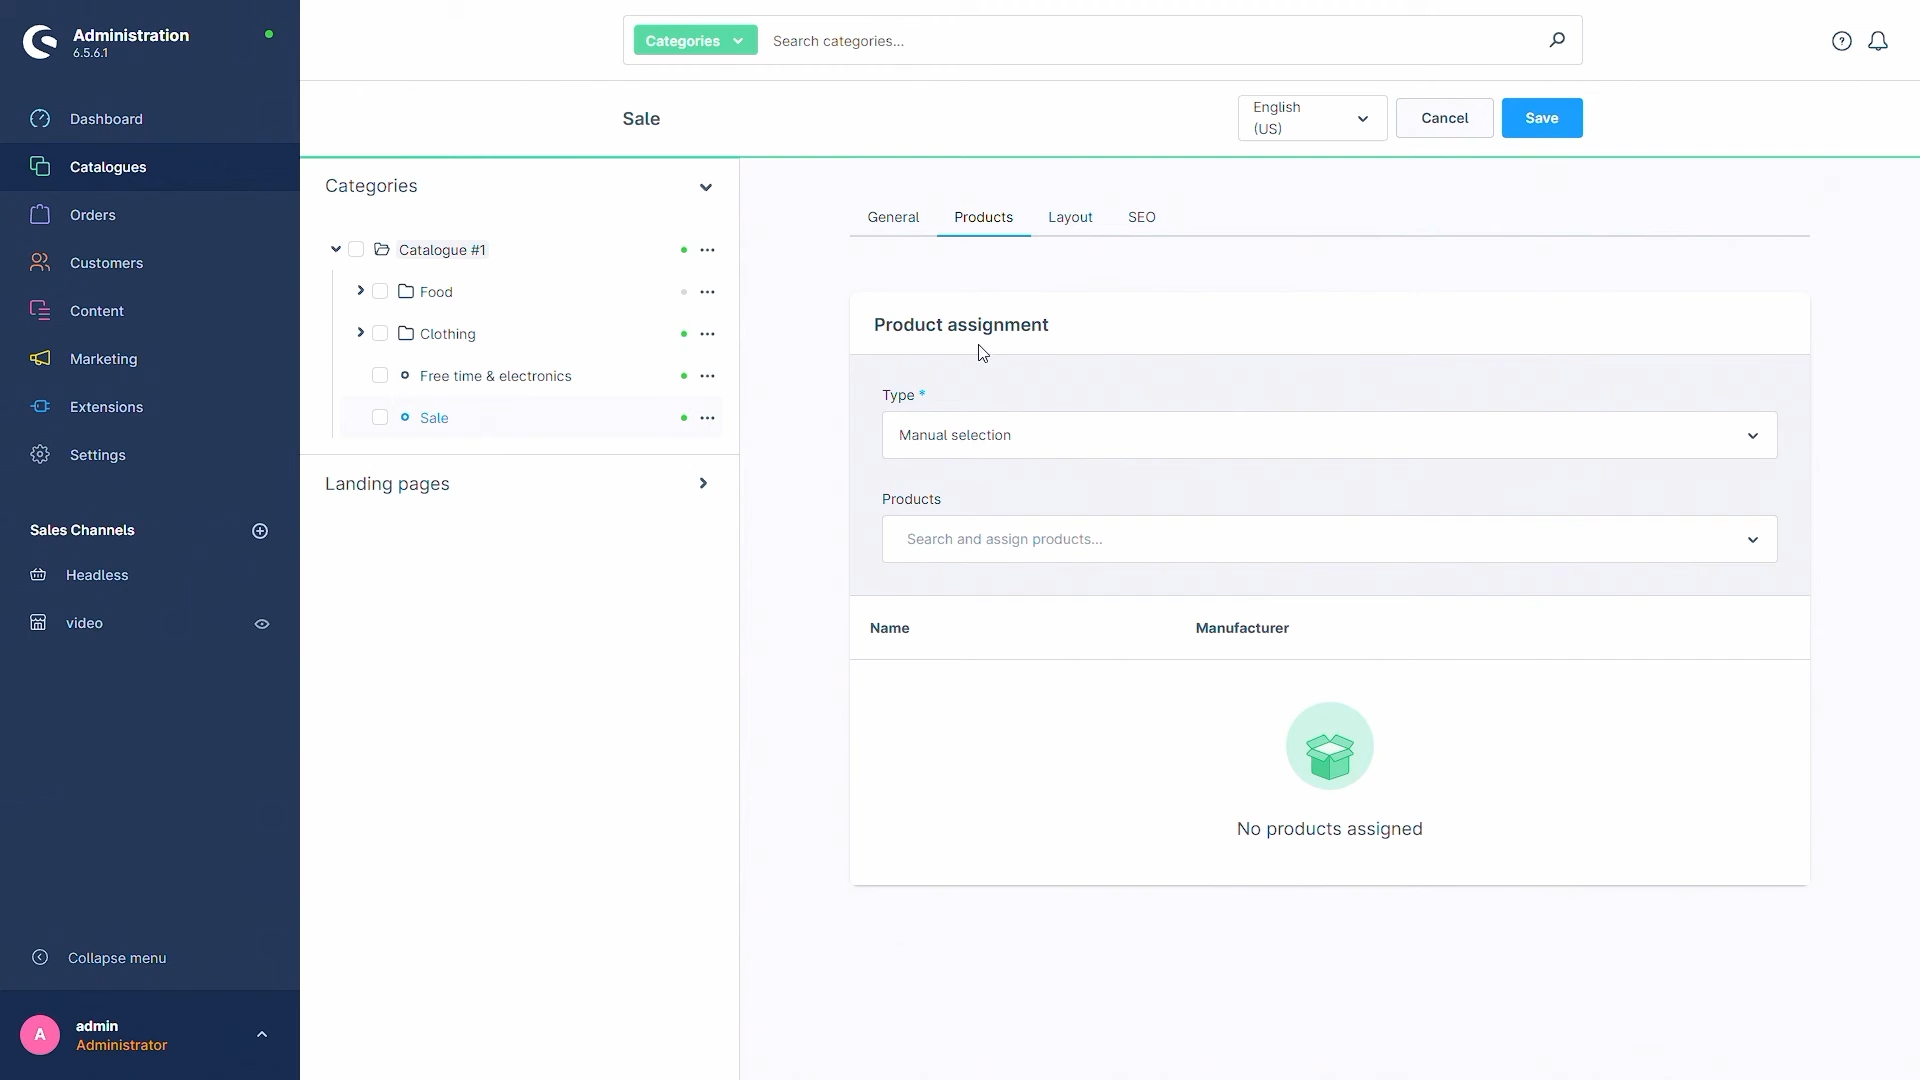 Administration
6.5.6.1
Dashboard
Catalogues
Orders
Customers
Content
Marketing
Extensions
Settings
Sales Channels
Headless
video
Collapse menu
A
admin
Administrator
Categories
Search categories...
Sale
English
(US)
Cancel
Save
Categories
Catalogue #1
Food
Clothing
Free time & electronics
Sale
Landing pages
General
Products
Layout
SEO
Product assignment
Type *
Manual selection
Products
Search and assign products...
Name
Manufacturer
No products assigned